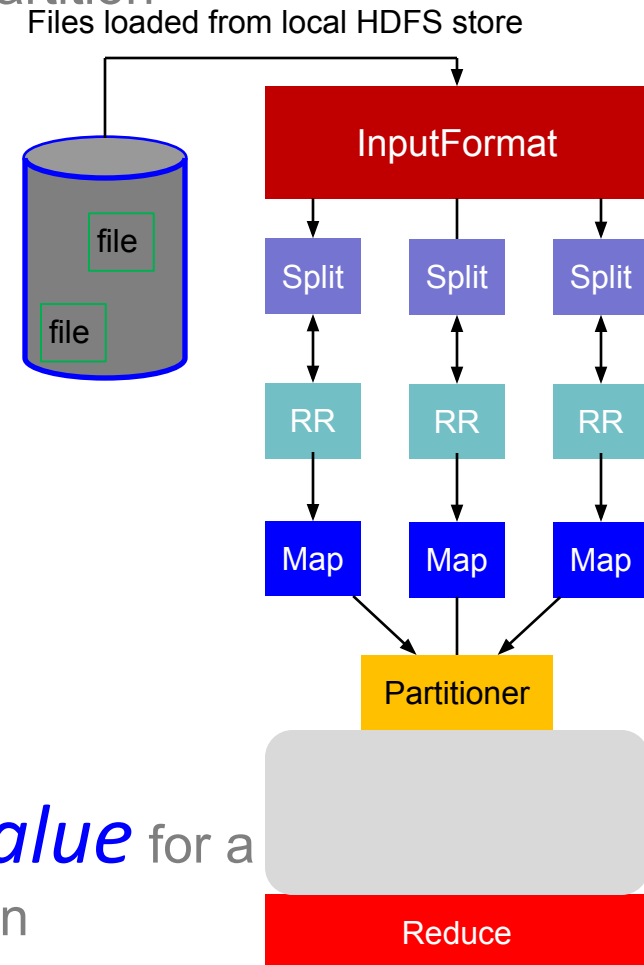 Files loaded from local HDFS store
InputFormat
file
file
Split Split Split
RR RR RR
Map Map Map
Partitioner
for a
Reduce